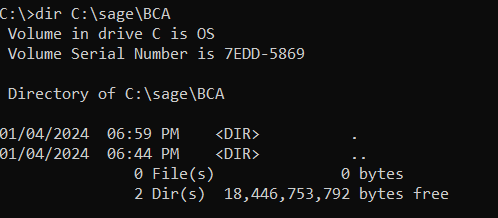 C:\>dir C:\sage\BCA
Volume in drive C is OS
Volume Serial Number is 7EDD-5869
Directory of C:\sage\BCA
01/04/2024  06:59 PM    <DIR>          .
01/04/2024  06:44 PM    <DIR>          ..
0 File(s)              0 bytes
2 Dir(s)  18,446,753,792 bytes free